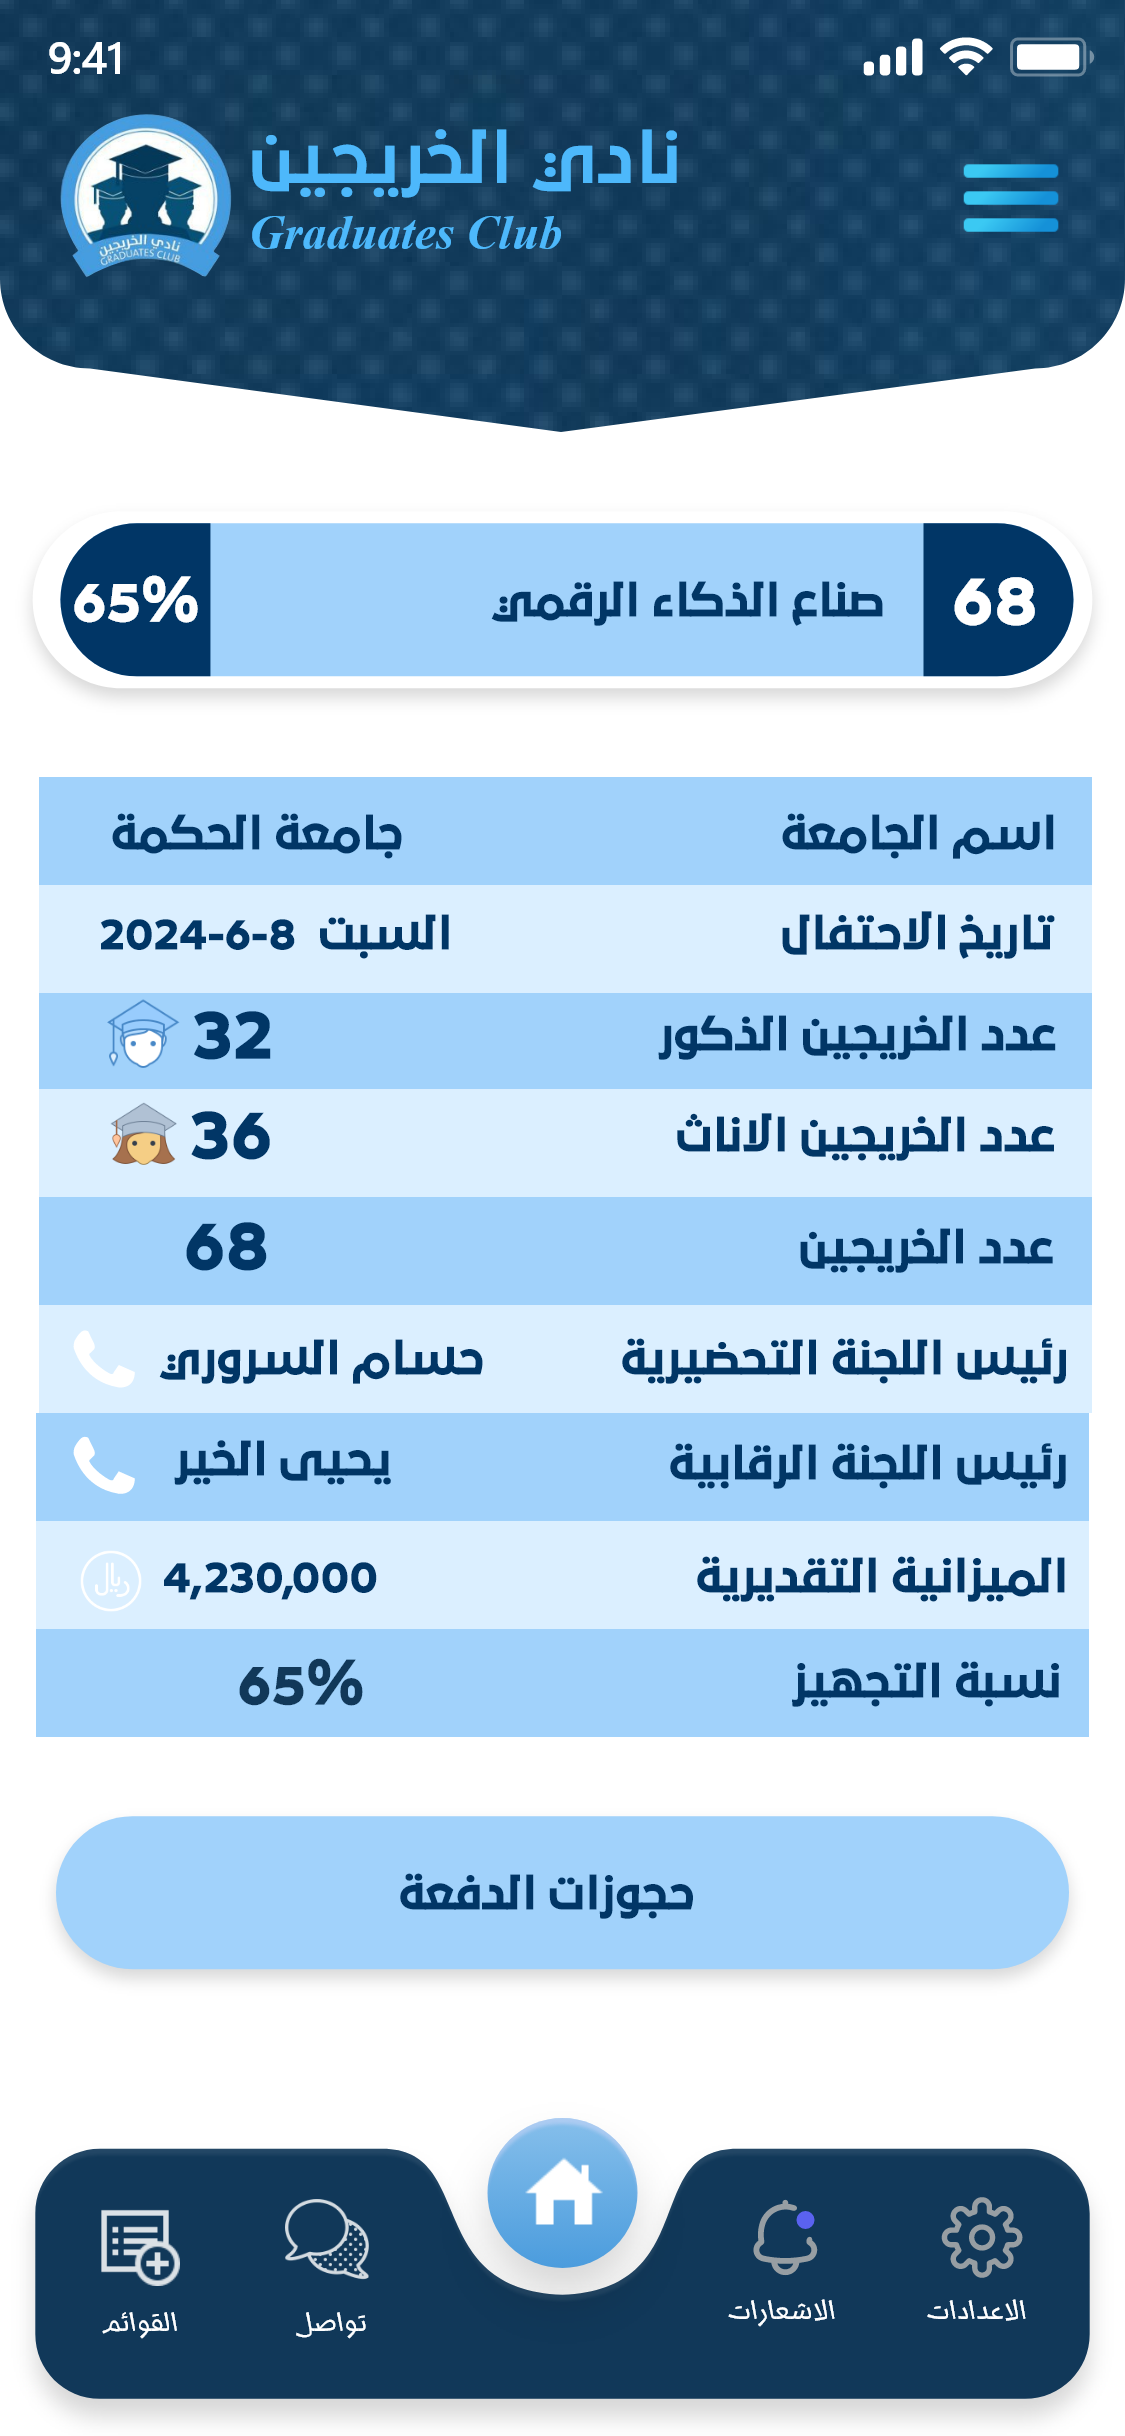 9:41
نادي الخريجين
Graduates Club
نادي الخريجين
GRADUATES CLUB
68 صناع الذكاء الرقمي 65%
اسم الجامعة جامعة الحكمة
تاريخ الاحتفال السبت 8-6-2024
عدد الخريجين الذكور 32
عدد الخريجين الاناث 36
عدد الخريجين 68
رئيس اللجنة التحضيرية حسام السروري
رئيس اللجنة الرقابية يحيى الخير
الميزانية التقديرية 4,230,000 ريال
نسبة التجهيز 65%
حجوزات الدفعة
الاعدادات الاشعارات تواصل القوائم